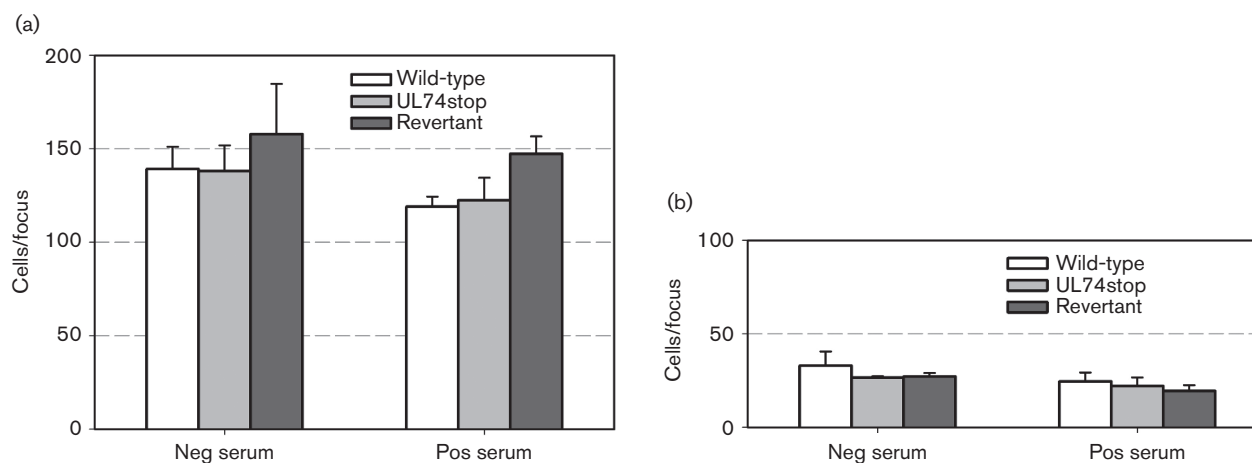 (a)
200
150
100
50
0
Cells/focus
Wild-type
UL74stop
Revertant
Neg serum
Pos serum
(b)
100
50
0
Cells/focus
Wild-type
UL74stop
Revertant
Neg serum
Pos serum